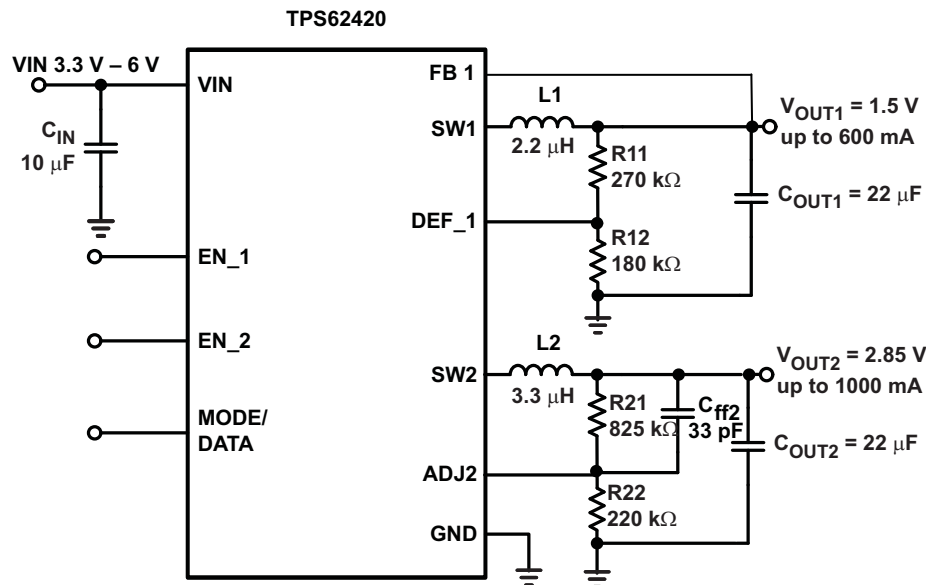 TPS62420
VIN 3.3 V – 6 V
VIN
FB 1
L1
SW1
2.2 μH
V_OUT1 = 1.5 V
up to 600 mA
C_IN
10 μF
R11
270 kΩ
C_OUT1 = 22 μF
DEF_1
R12
180 kΩ
EN_1
EN_2
L2
SW2
3.3 μH
V_OUT2 = 2.85 V
up to 1000 mA
MODE/
DATA
R21
825 kΩ
C_ff2
33 pF
C_OUT2 = 22 μF
ADJ2
R22
220 kΩ
GND